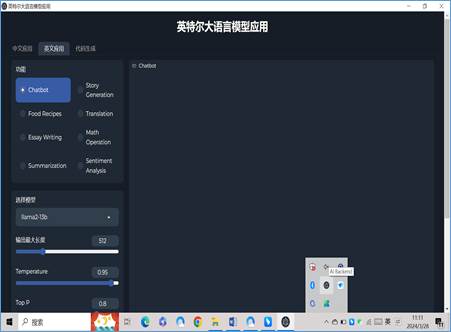 英特尔大语言模型应用
英特尔大语言模型应用
中文应用 英文应用 代码生成
功能
Chatbot
Story Generation
Food Recipes
Translation
Essay Writing
Math Operation
Summarization
Sentiment Analysis
选择模型
llama2-13b
输出最大长度 512
Temperature 0.95
Top P 0.8
Chatbot
AI Backend
搜索
英
11:11
2024/3/28